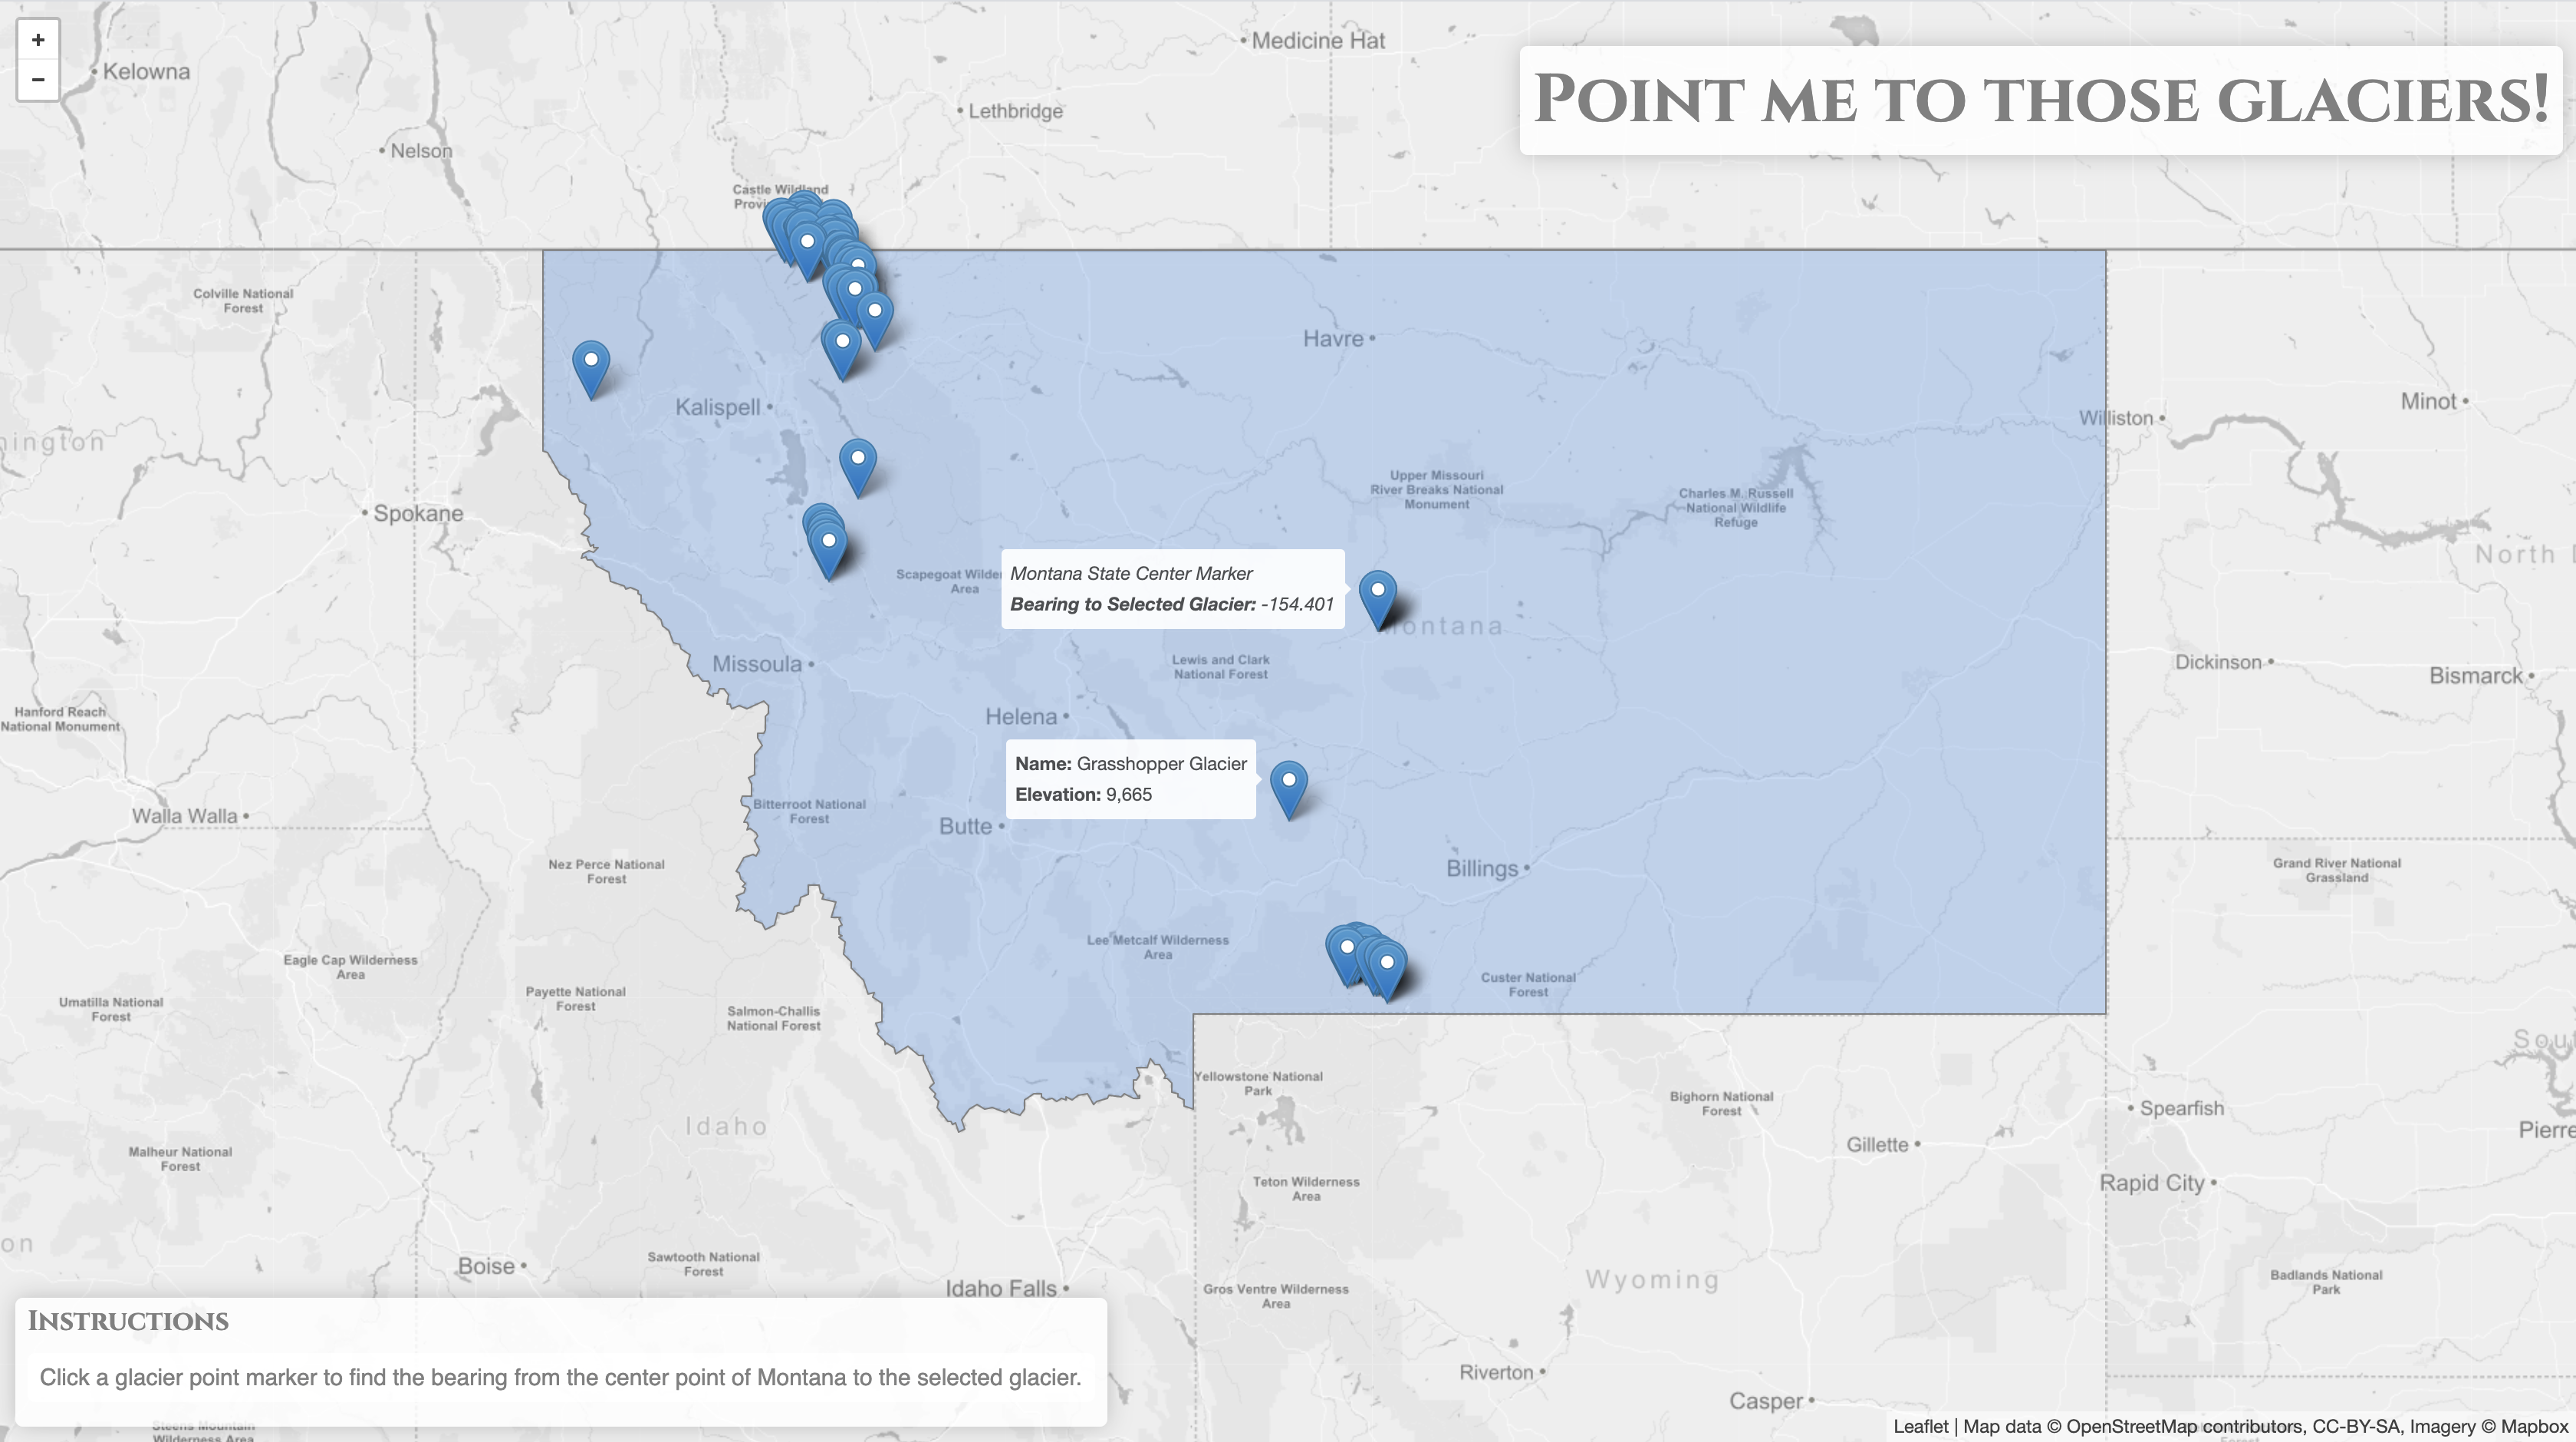 +
−
Kelowna
Nelson
Medicine Hat
Lethbridge
POINT ME TO THOSE GLACIERS!
Castle Wildland
Colville National
Forest
Havre
Kalispell
Williston
Minot
Spokane
Upper Missouri
River Breaks National
Monument
Charles M. Russell
National Wildlife
Refuge
North
Scapegoat
Area
Montana State Center Marker
Bearing to Selected Glacier: -154.401
Missoula
Lewis and Clark
National Forest
Dickinson
Bismarck
Hanford Reach
National Monument
Helena
Name: Grasshopper Glacier
Elevation: 9,665
Walla Walla
Bitterroot National
Forest
Butte
Billings
Nez Perce National
Forest
Grand River National
Grassland
Eagle Cap Wilderness
Area
Lee Metcalf Wilderness
Area
Custer National
Forest
Umatilla National
Forest
Payette National
Forest
Salmon-Challis
National Forest
Yellowstone National
Park
Bighorn National
Forest
Spearfish
Idaho
Gillette
Pierre
Malheur National
Forest
Teton Wilderness
Area
Rapid City
Boise
Sawtooth National
Forest
Idaho Falls
Gros Ventre Wilderness
Area
Wyoming
Badlands National
Park
INSTRUCTIONS
Click a glacier point marker to find the bearing from the center point of Montana to the selected glacier.
Riverton
Casper
Steens Mountain
Wilderness Area
Leaflet | Map data © OpenStreetMap contributors, CC-BY-SA, Imagery © Mapbox